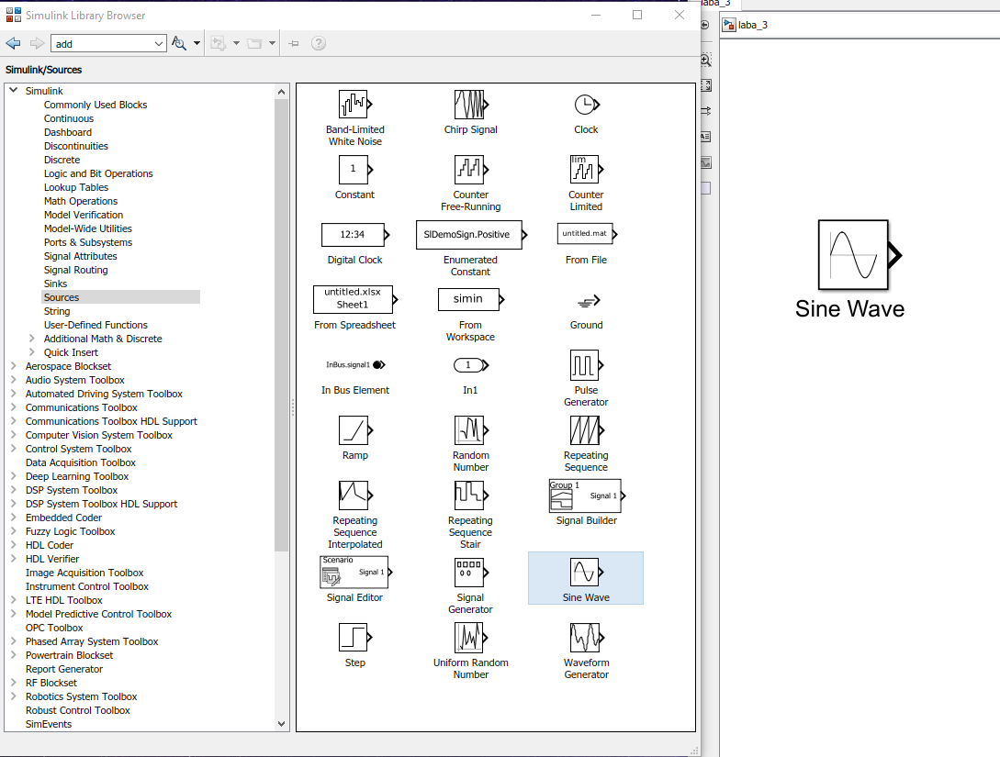 Simulink Library Browser
add
Simulink/Sources
Simulink
Commonly Used Blocks
Continuous
Dashboard
Discontinuities
Discrete
Logic and Bit Operations
Lookup Tables
Math Operations
Model Verification
Model-Wide Utilities
Ports & Subsystems
Signal Attributes
Signal Routing
Sinks
Sources
String
User-Defined Functions
Additional Math & Discrete
Quick Insert
Aerospace Blockset
Audio System Toolbox
Automated Driving System Toolbox
Communications Toolbox
Communications Toolbox HDL Support
Computer Vision System Toolbox
Control System Toolbox
Data Acquisition Toolbox
Deep Learning Toolbox
DSP System Toolbox
DSP System Toolbox HDL Support
Embedded Coder
Fuzzy Logic Toolbox
HDL Coder
HDL Verifier
Image Acquisition Toolbox
Instrument Control Toolbox
LTE HDL Toolbox
Model Predictive Control Toolbox
OPC Toolbox
Phased Array System Toolbox
Powertrain Blockset
Report Generator
RF Blockset
Robotics System Toolbox
Robust Control Toolbox
SimEvents
Band-Limited
White Noise
Chirp Signal
Clock
1
Constant
Counter
Free-Running
lim
Counter
Limited
12:34
Digital Clock
SlDemoSign.Positive
Enumerated
Constant
untitled.mat
From File
untitled.xlsx
Sheet1
From Spreadsheet
simin
From
Workspace
Ground
InBus.signal1
In Bus Element
1
In1
Pulse
Generator
Ramp
Random
Number
Repeating
Sequence
Repeating
Sequence
Interpolated
Repeating
Sequence
Stair
Group 1
Signal 1
Signal Builder
Scenario
Signal 1
Signal Editor
Signal
Generator
Sine Wave
Step
Uniform Random
Number
Waveform
Generator
laba_3
laba_3
Sine Wave